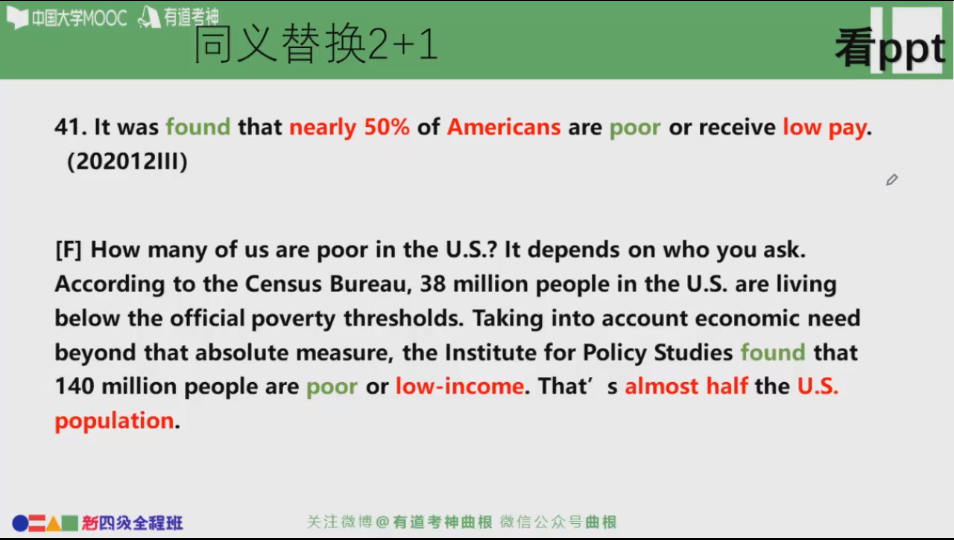 中国大学MOOC 有道考神
同义替换2+1
看ppt
41. It was found that nearly 50% of Americans are poor or receive low pay.
(202012III)
[F] How many of us are poor in the U.S.? It depends on who you ask.
According to the Census Bureau, 38 million people in the U.S. are living
below the official poverty thresholds. Taking into account economic need
beyond that absolute measure, the Institute for Policy Studies found that
140 million people are poor or low-income. That’s almost half the U.S.
population.
新四级全程班
关注微博@有道考神曲根 微信公众号曲根